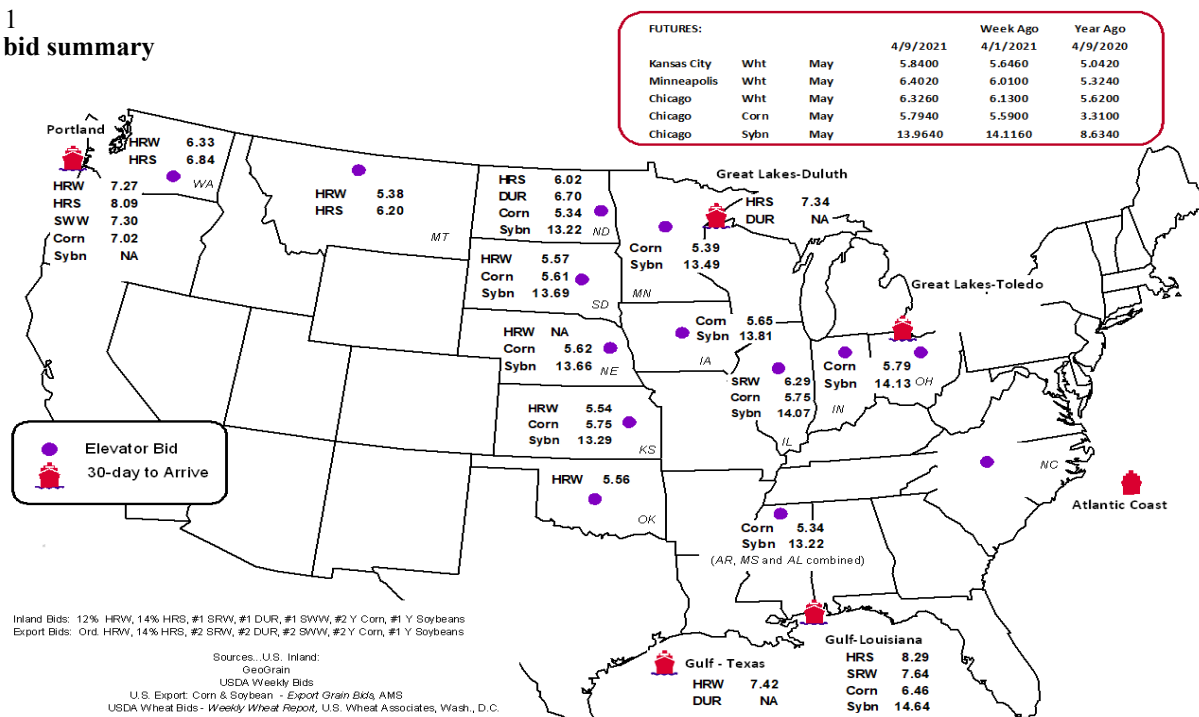 1
bid summary
FUTURES: Week Ago Year Ago
4/9/2021 4/1/2021 4/9/2020
Kansas City Wht May 5.8400 5.6460 5.0420
Minneapolis Wht May 6.4020 6.0100 5.3240
Chicago Wht May 6.3260 6.1300 5.6200
Chicago Corn May 5.7940 5.5900 3.3100
Chicago Sybn May 13.9640 14.1160 8.6340
Portland
HRW 6.33
HRS 6.84
WA
HRW 7.27
HRS 8.09
SWW 7.30
Corn 7.02
Sybn NA
HRW 5.38
HRS 6.20
MT
HRS 6.02
DUR 6.70
Corn 5.34
Sybn 13.22
ND
Great Lakes-Duluth
HRS 7.34
DUR NA
Corn 5.39
Sybn 13.49
MN
HRW 5.57
Corn 5.61
Sybn 13.69
SD
Great Lakes-Toledo
HRW NA
Corn 5.62
Sybn 13.66
NE
Corn 5.65
Sybn 13.81
IA
SRW 6.29
Corn 5.75
Sybn 14.07
IL
Corn 5.79
Sybn 14.13
OH
IN
HRW 5.54
Corn 5.75
Sybn 13.29
KS
Elevator Bid
30-day to Arrive
HRW 5.56
OK
NC
Atlantic Coast
Corn 5.34
Sybn 13.22
(AR, MS and AL combined)
Gulf - Texas
HRW 7.42
DUR NA
Gulf-Louisiana
HRS 8.29
SRW 7.64
Corn 6.46
Sybn 14.64
Inland Bids: 12% HRW, 14% HRS, #1 SRW, #1 DUR, #1 SWW, #2 Y Corn, #1 Y Soybeans
Export Bids: Ord. HRW, 14% HRS, #2 SRW, #2 DUR, #2 SWW, #2 Y Corn, #1 Y Soybeans
Sources...U.S. Inland:
GeoGrain
USDA Weekly Bids
U.S. Export: Corn & Soybean - Export Grain Bids, AMS
USDA Wheat Bids - Weekly Wheat Report, U.S. Wheat Associates, Wash., D.C.